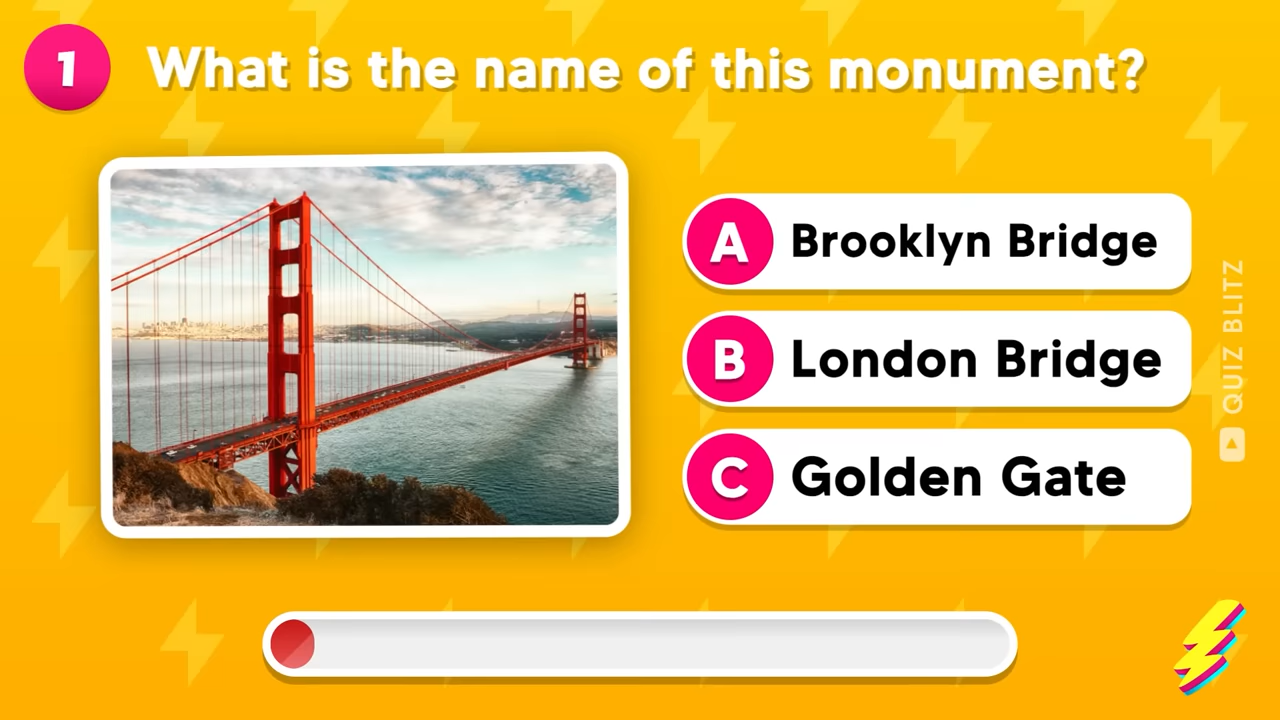 1 What is the name of this monument?
A Brooklyn Bridge
B London Bridge
C Golden Gate
QUIZ BLITZ